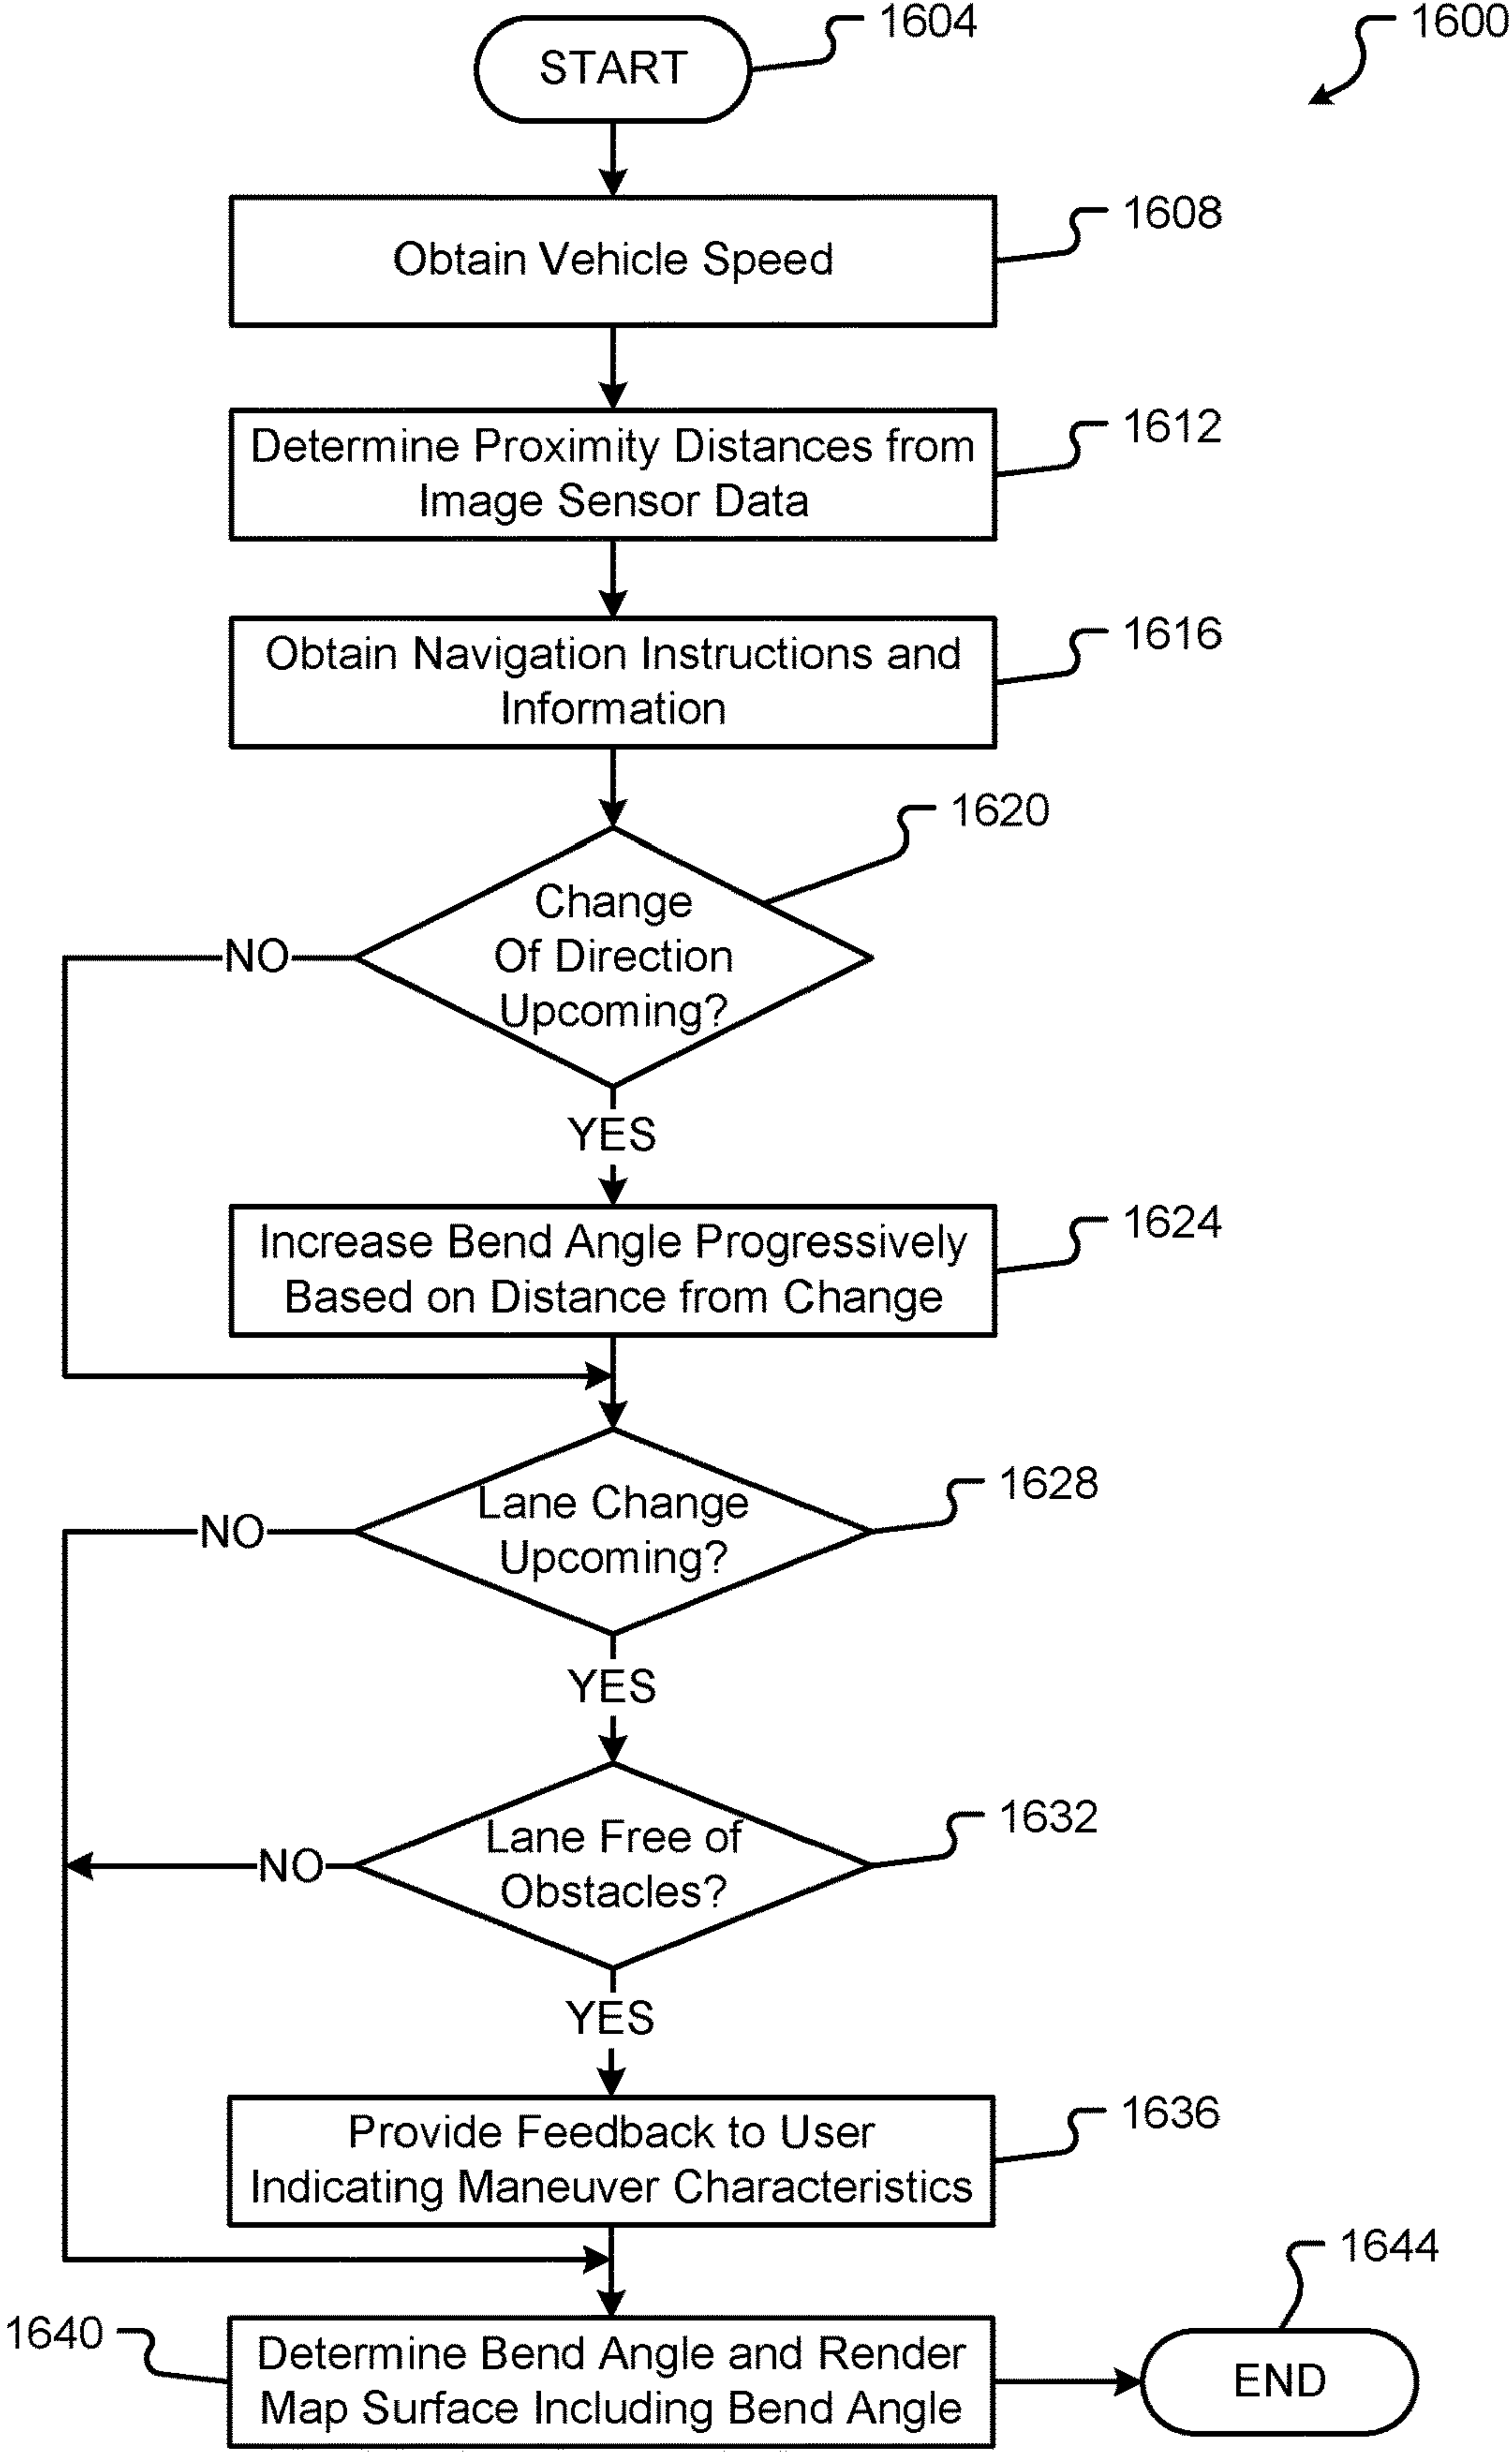 1604
1600
START
1608
Obtain Vehicle Speed
1612
Determine Proximity Distances from
Image Sensor Data
1616
Obtain Navigation Instructions and
Information
1620
Change
Of Direction
Upcoming?
NO
YES
1624
Increase Bend Angle Progressively
Based on Distance from Change
1628
Lane Change
Upcoming?
NO
YES
1632
Lane Free of
Obstacles?
NO
YES
1636
Provide Feedback to User
Indicating Maneuver Characteristics
1644
1640
Determine Bend Angle and Render
Map Surface Including Bend Angle
END